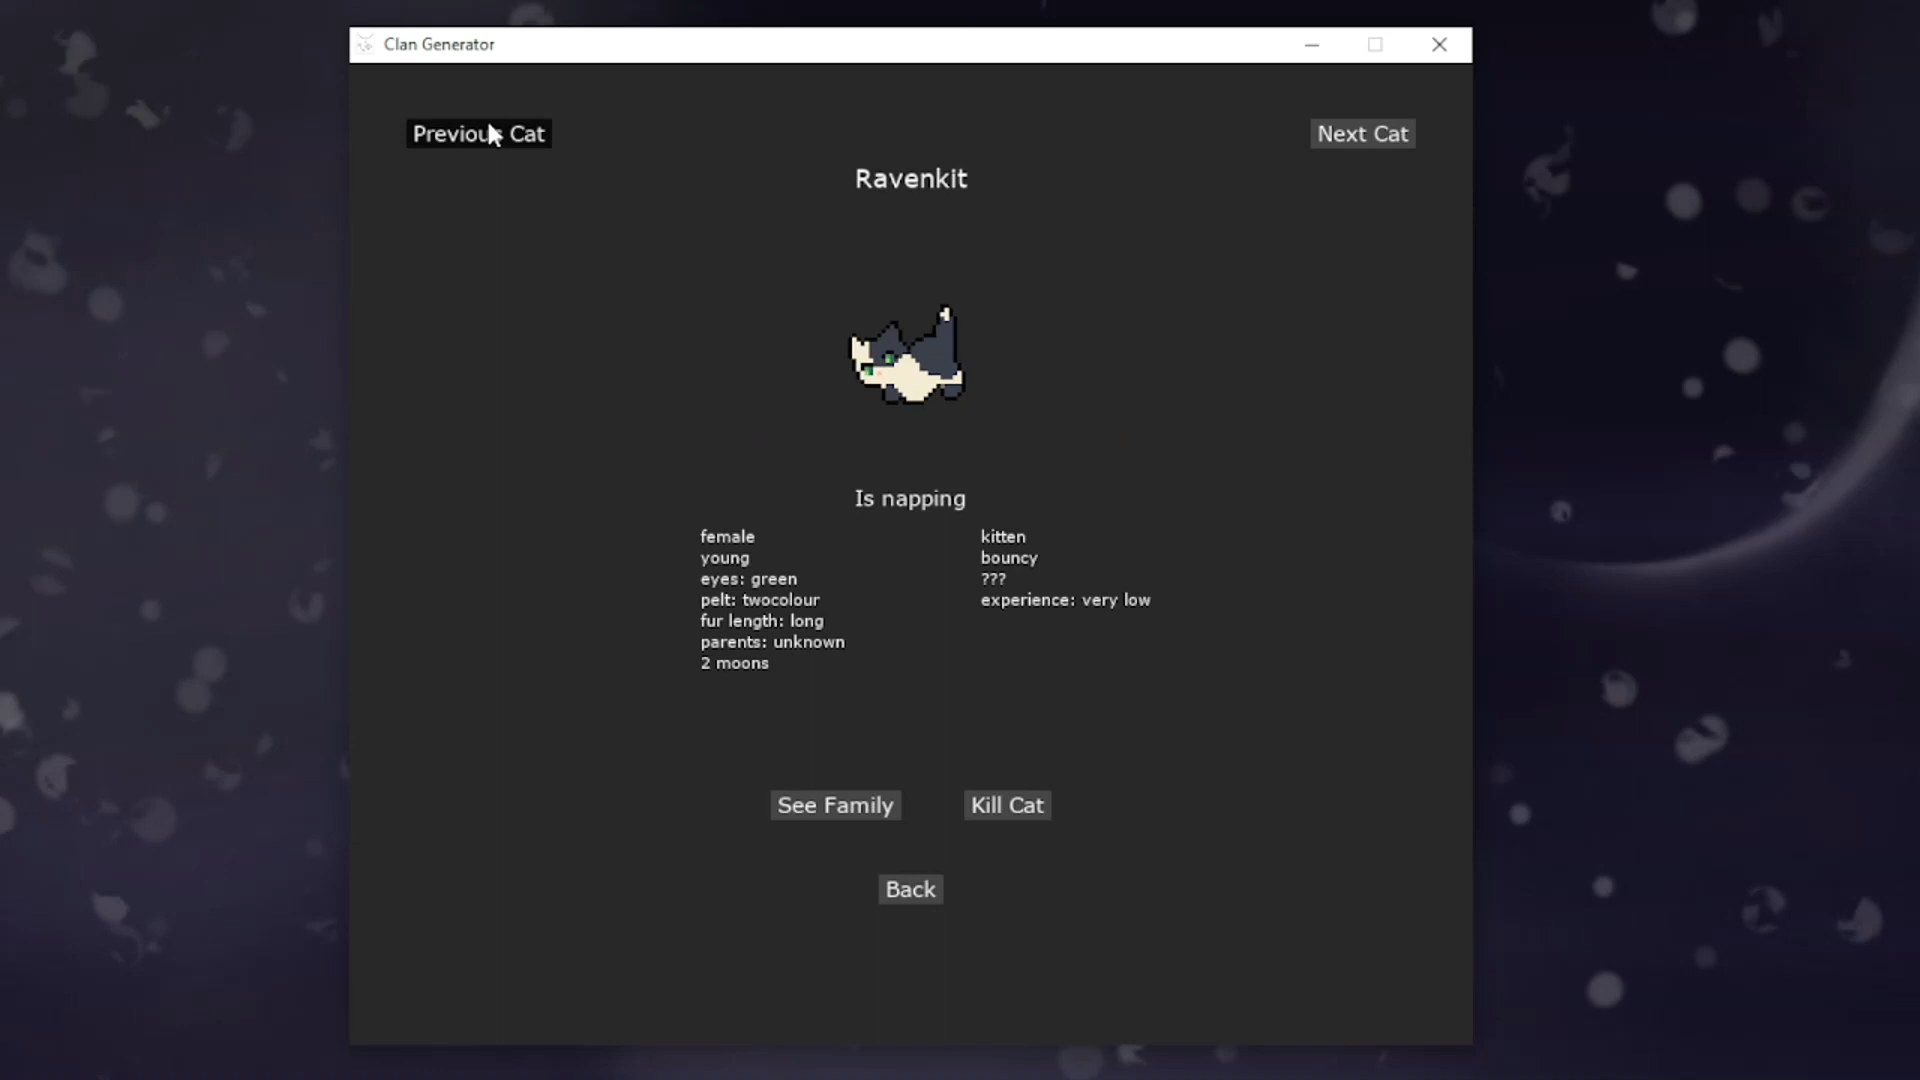 Clan Generator
Previous Cat
Next Cat
Ravenkit
Is napping
female
young
eyes: green
pelt: twocolour
fur length: long
parents: unknown
2 moons
kitten
bouncy
???
experience: very low
See Family
Kill Cat
Back